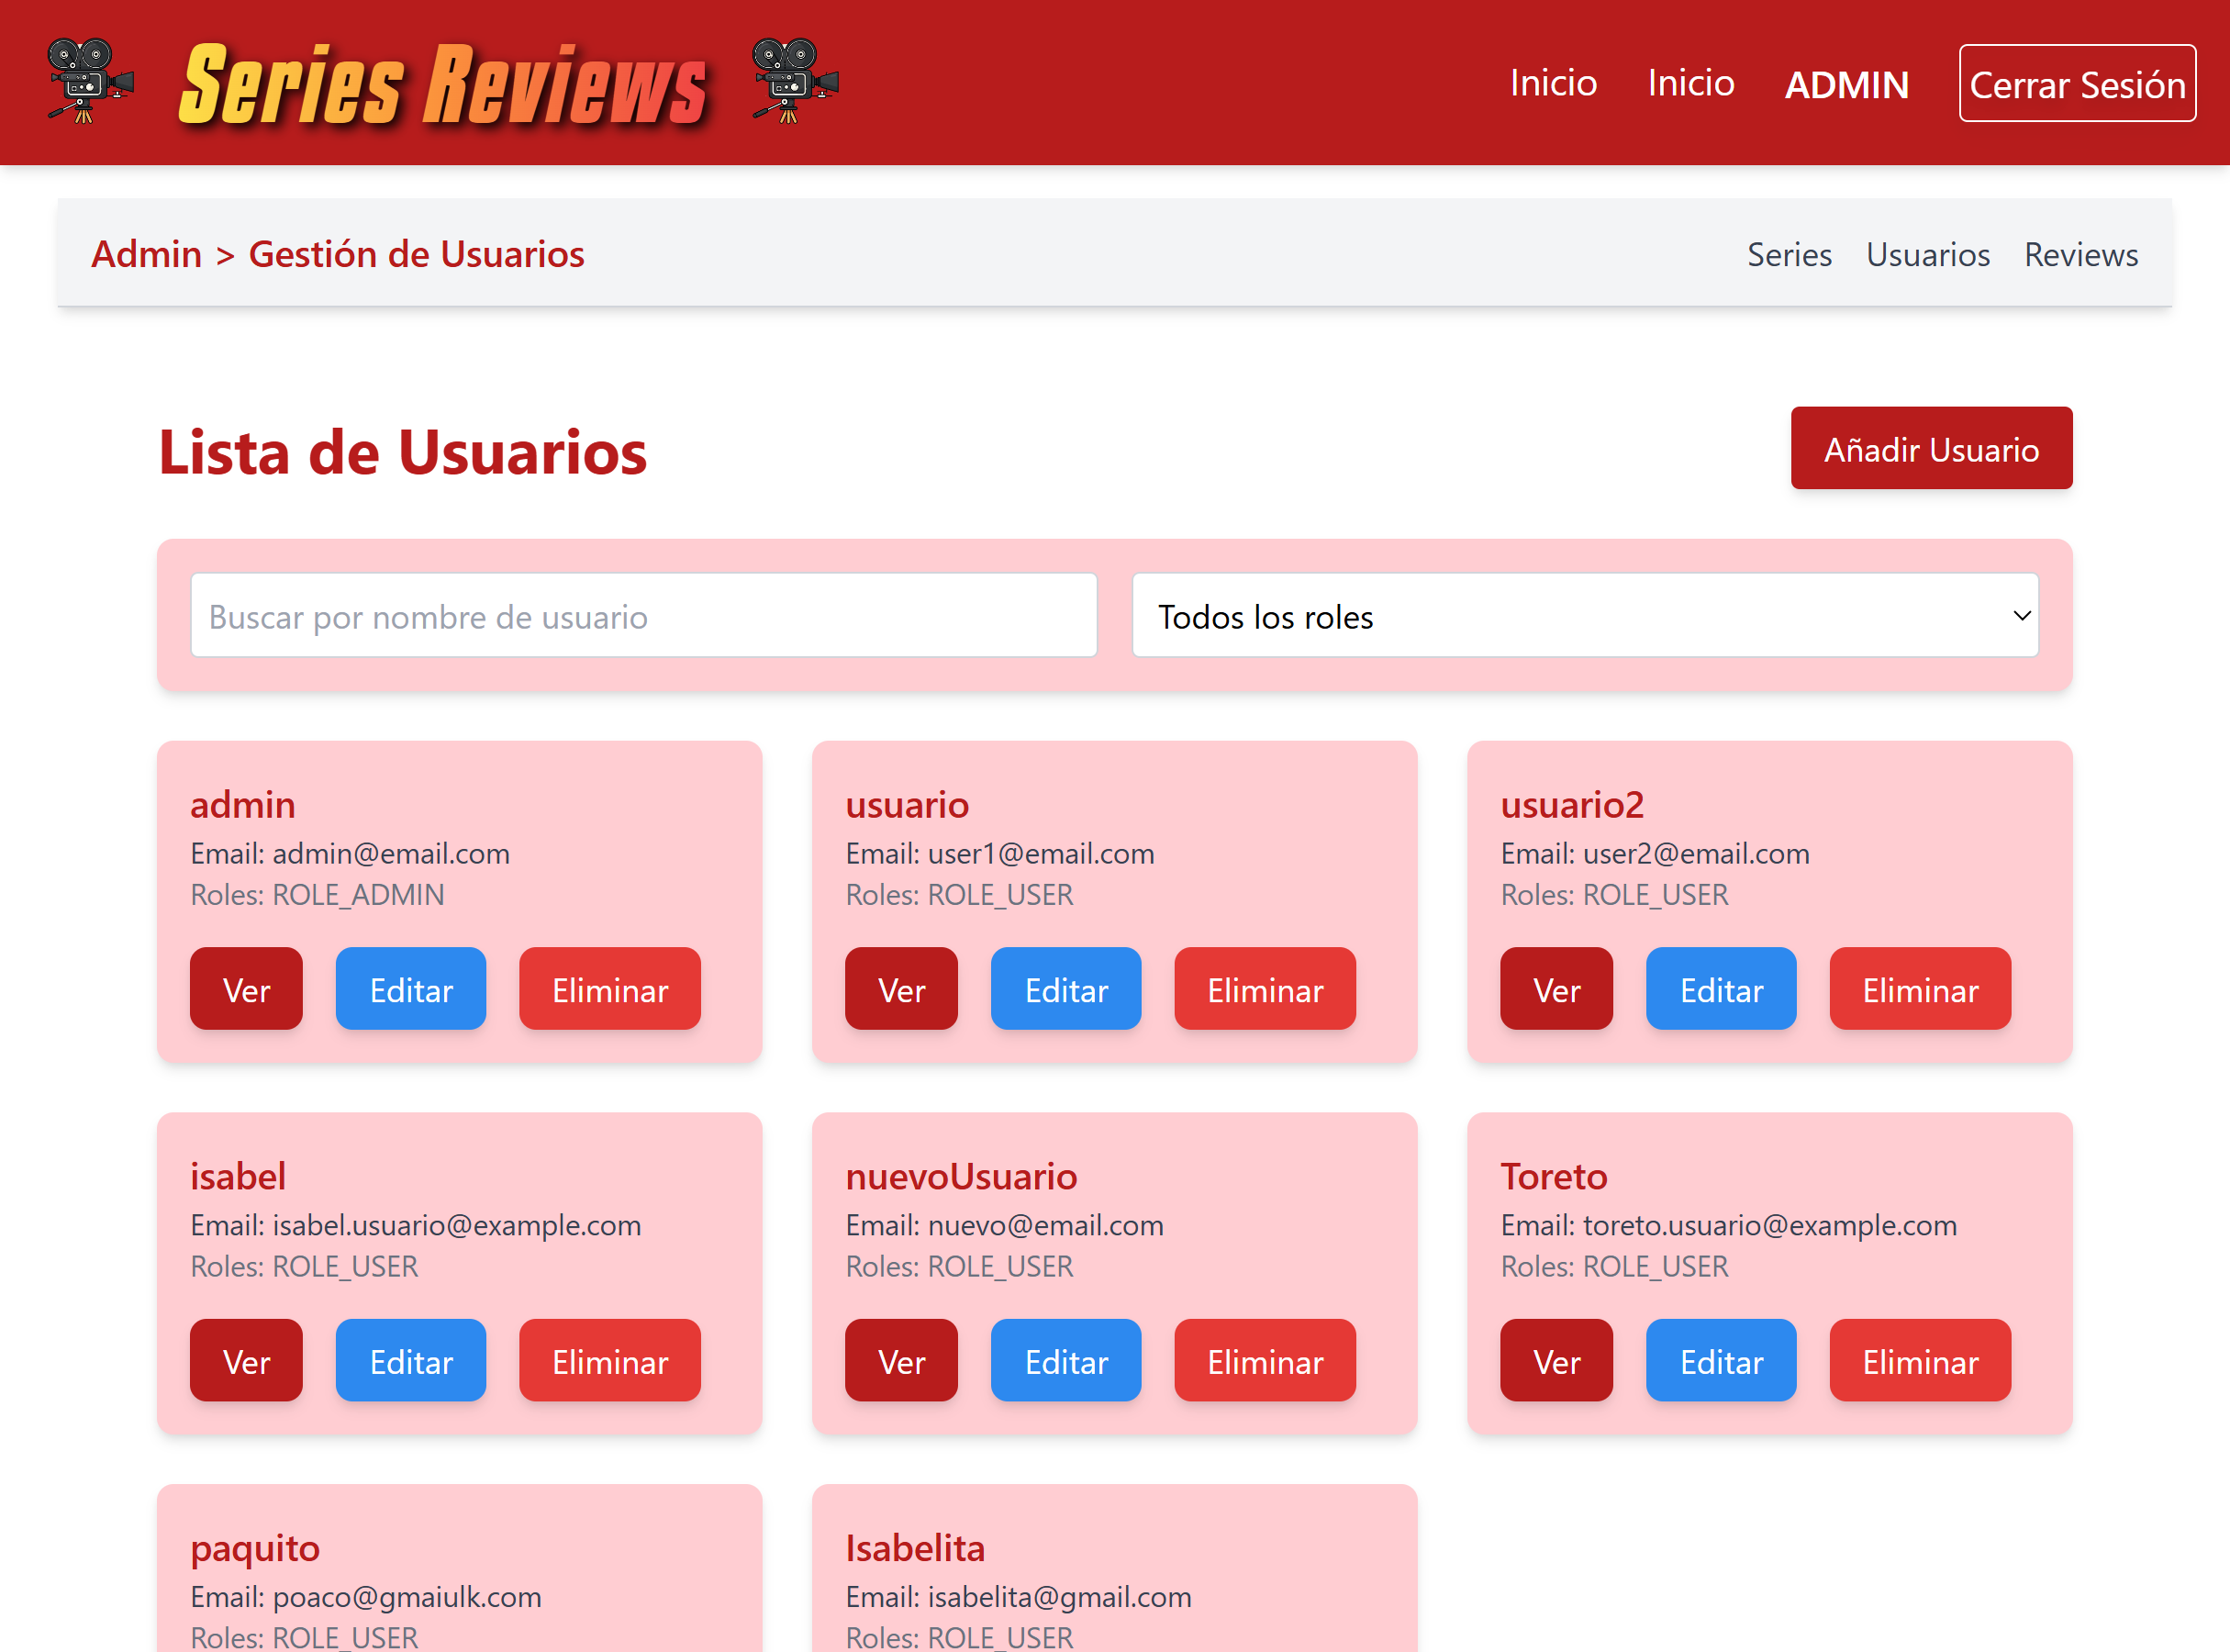 Series Reviews
Inicio Inicio ADMIN Cerrar Sesión
Admin > Gestión de Usuarios
Series Usuarios Reviews
Lista de Usuarios
Añadir Usuario
Buscar por nombre de usuario
Todos los roles
admin
Email: admin@email.com
Roles: ROLE_ADMIN
Ver Editar Eliminar
usuario
Email: user1@email.com
Roles: ROLE_USER
Ver Editar Eliminar
usuario2
Email: user2@email.com
Roles: ROLE_USER
Ver Editar Eliminar
isabel
Email: isabel.usuario@example.com
Roles: ROLE_USER
Ver Editar Eliminar
nuevoUsuario
Email: nuevo@email.com
Roles: ROLE_USER
Ver Editar Eliminar
Toreto
Email: toreto.usuario@example.com
Roles: ROLE_USER
Ver Editar Eliminar
paquito
Email: poaco@gmaiulk.com
Roles: ROLE_USER
Isabelita
Email: isabelita@gmail.com
Roles: ROLE_USER